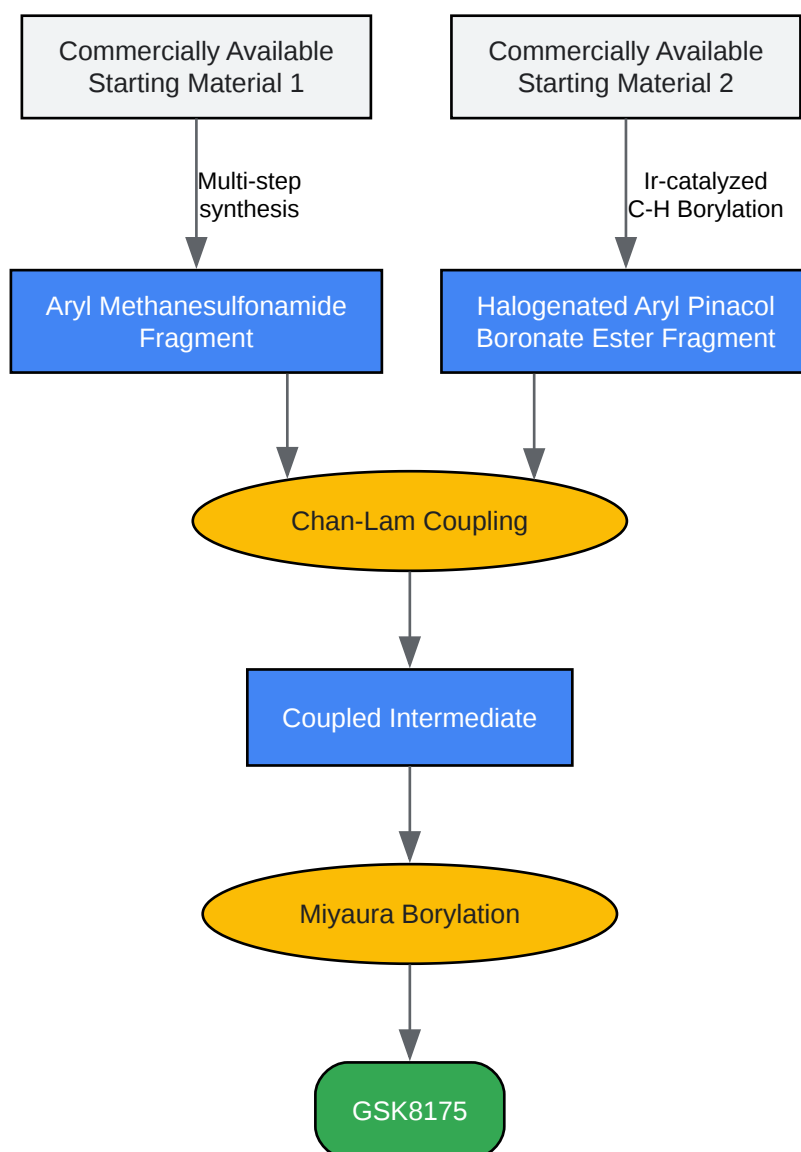 Commercially Available
Starting Material 1
Commercially Available
Starting Material 2
Multi-step
synthesis
Ir-catalyzed
C-H Borylation
Aryl Methanesulfonamide
Fragment
Halogenated Aryl Pinacol
Boronate Ester Fragment
Chan-Lam Coupling
Coupled Intermediate
Miyaura Borylation
GSK8175